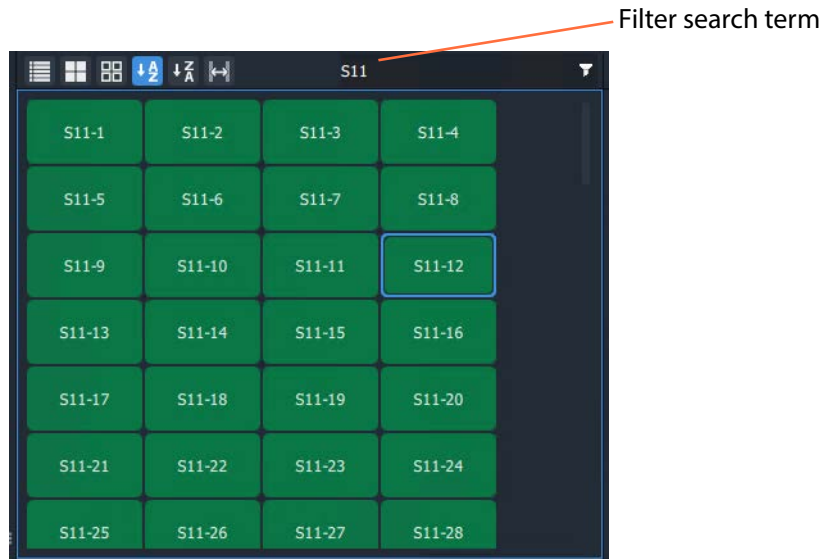 Filter search term
A Z Z A S11
S11-1 S11-2 S11-3 S11-4
S11-5 S11-6 S11-7 S11-8
S11-9 S11-10 S11-11 S11-12
S11-13 S11-14 S11-15 S11-16
S11-17 S11-18 S11-19 S11-20
S11-21 S11-22 S11-23 S11-24
S11-25 S11-26 S11-27 S11-28